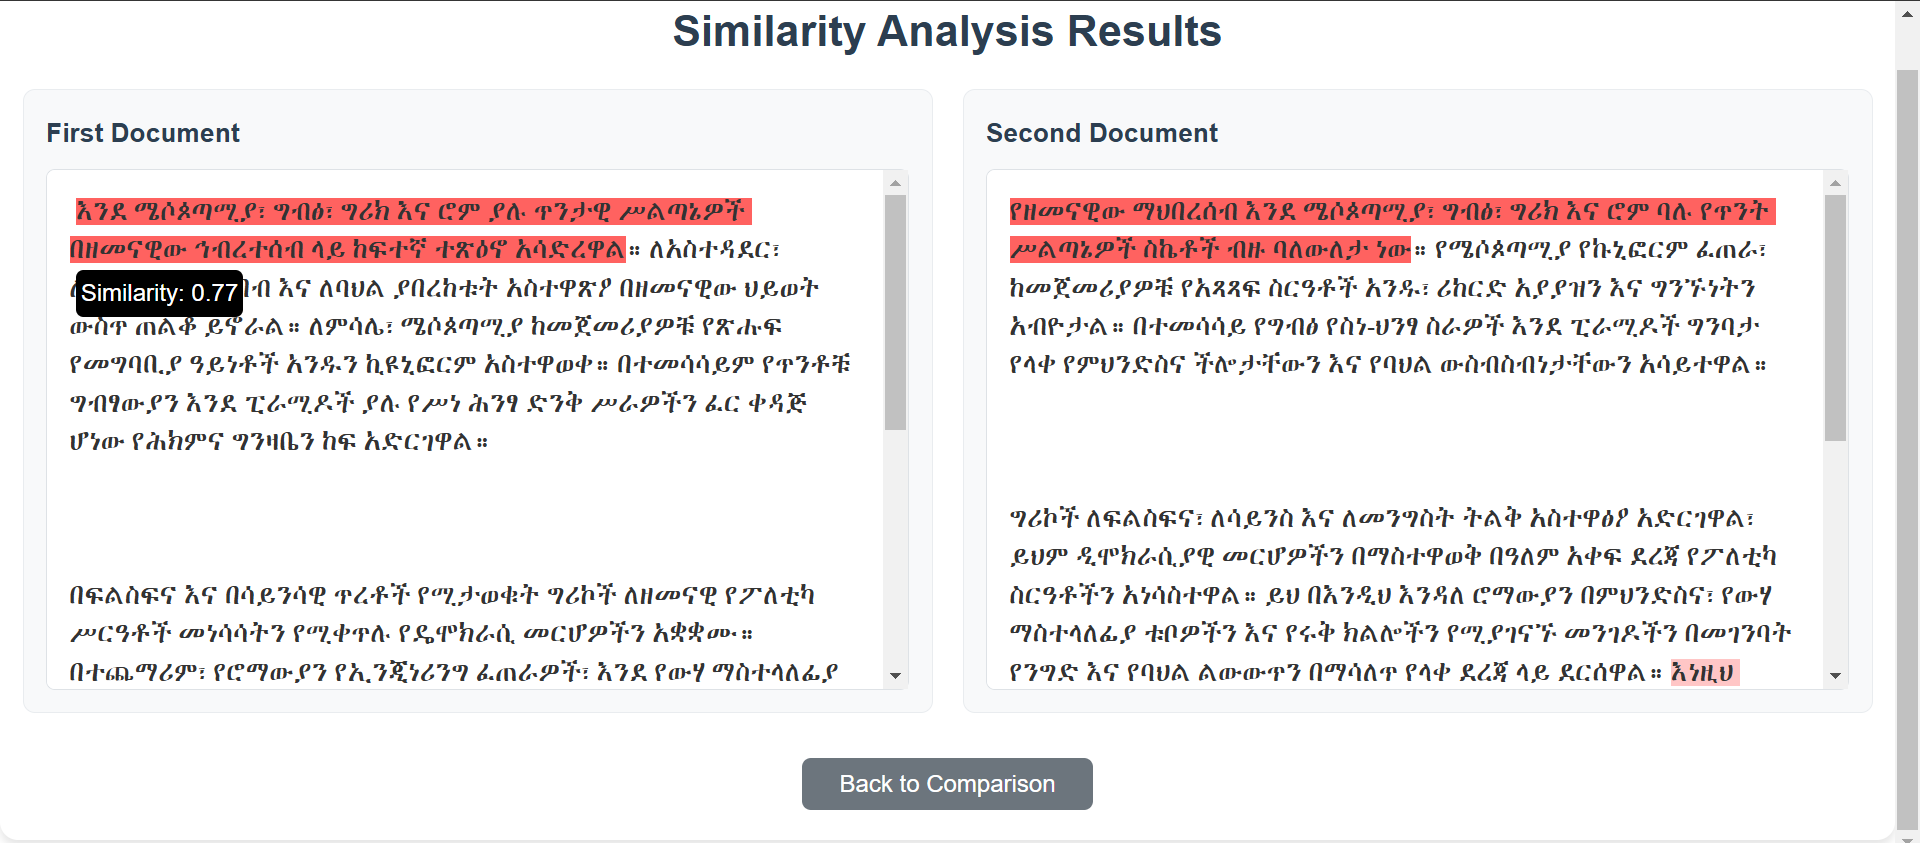 Similarity Analysis Results
First Document
እንደ ሜሶጶጣሚያ፣ ግብፅ፣ ግሪክ እና ሮም ያሉ ጥንታዊ ሥልጣኔዎች
በዘመናዊው ኅብረተሰብ ላይ ከፍተኛ ተጽዕኖ አሳድረዋል። ለአስተዳደር፣
Similarity: 0.77
ብ እና ለባህል ያበረከቱት አስተዋጽዖ በዘመናዊው ህይወት
ውስጥ ጠልቆ ይኖራል። ለምሳሌ፣ ሜሶጶጣሚያ ከመጀመሪያዎቹ የጽሑፍ
የመግባቢያ ዓይነቶች አንዱን ኪዩኒፎርም አስተዋወቀ። በተመሳሳይም የጥንቶቹ
ግብፃውያን እንደ ፒራሚዶች ያሉ የሥነ ሕንፃ ድንቅ ሥራዎችን ፈር ቀዳጅ
ሆነው የሕክምና ግንዛቤን ከፍ አድርገዋል።
በፍልስፍና እና በሳይንሳዊ ጥረቶች የሚታወቁት ግሪኮች ለዘመናዊ የፖለቲካ
ሥርዓቶች መነሳሳትን የሚቀጥሉ የዴሞክራሲ መርሆዎችን አቋቋሙ።
በተጨማሪም፣ የሮማውያን የኢንጂነሪንግ ፈጠራዎች፣ እንደ የውሃ ማስተላለፊያ
Second Document
የዘመናዊው ማህበረሰብ እንደ ሜሶጶጣሚያ፣ ግብፅ፣ ግሪክ እና ሮም ባሉ የጥንት
ሥልጣኔዎች ስኬቶች ብዙ ባለውለታ ነው። የሜሶጶጣሚያ የኩኒፎርም ፈጠራ፣
ከመጀመሪያዎቹ የአጻጻፍ ስርዓቶች አንዱ፣ ሪከርድ አያያዝን እና ግንኙነትን
አብዮታል። በተመሳሳይ የግብፅ የስነ-ህንፃ ስራዎች እንደ ፒራሚዶች ግንባታ
የላቀ የምህንድስና ችሎታቸውን እና የባህል ውስብስብነታቸውን አሳይተዋል።
ግሪኮች ለፍልስፍና፣ ለሳይንስ እና ለመንግስት ትልቅ አስተዋፅዖ አድርገዋል፣
ይህም ዲሞክራሲያዊ መርሆዎችን በማስተዋወቅ በዓለም አቀፍ ደረጃ የፖለቲካ
ስርዓቶችን አነሳስተዋል። ይህ በእንዲህ እንዳለ ሮማውያን በምህንድስና፣ የውሃ
ማስተላለፊያ ቱቦዎችን እና የሩቅ ክልሎችን የሚያገናኙ መንገዶችን በመገንባት
የንግድ እና የባህል ልውውጥን በማሳለጥ የላቀ ደረጃ ላይ ደርሰዋል። እነዚህ
Back to Comparison